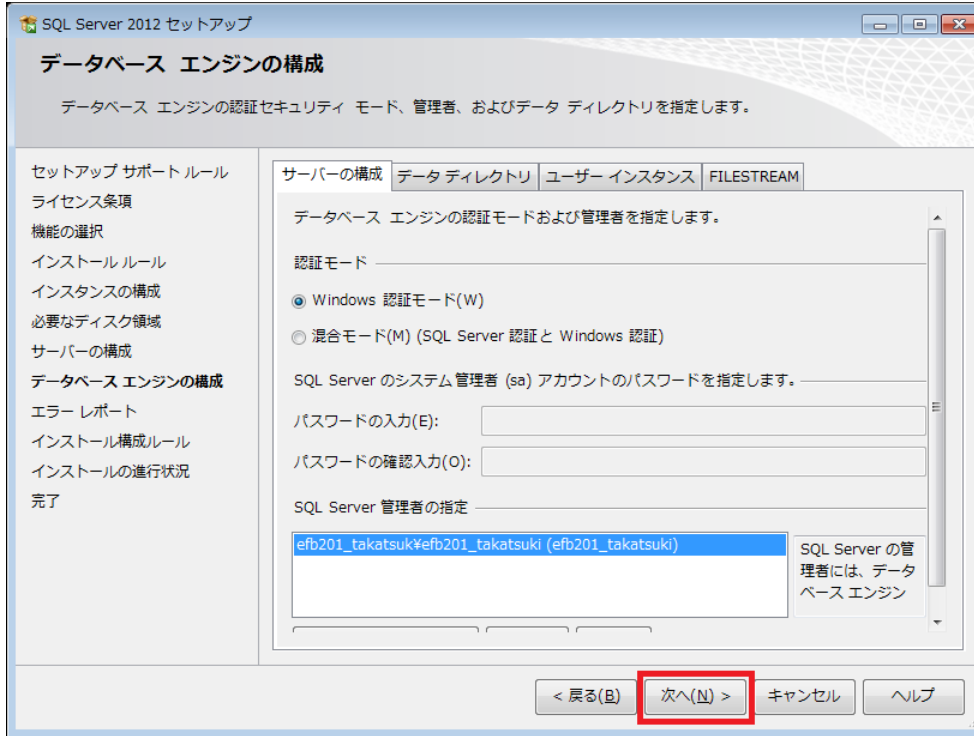 SQL Server 2012 セットアップ
データベース エンジンの構成
データベース エンジンの認証セキュリティ モード、管理者、およびデータ ディレクトリを指定します。
セットアップ サポート ルール
ライセンス条項
機能の選択
インストール ルール
インスタンスの構成
必要なディスク領域
サーバーの構成
データベース エンジンの構成
エラー レポート
インストール構成ルール
インストールの進行状況
完了
サーバーの構成 データ ディレクトリ ユーザー インスタンス FILESTREAM
データベース エンジンの認証モードおよび管理者を指定します。
認証モード
Windows 認証モード(W)
混合モード(M) (SQL Server 認証と Windows 認証)
SQL Server のシステム管理者 (sa) アカウントのパスワードを指定します。
パスワードの入力(E):
パスワードの確認入力(O):
SQL Server 管理者の指定
efb201_takatsuk¥efb201_takatsuki (efb201_takatsuki)
SQL Server の管
理者には、データ
ベース エンジン
< 戻る(B) 次へ(N) > キャンセル ヘルプ